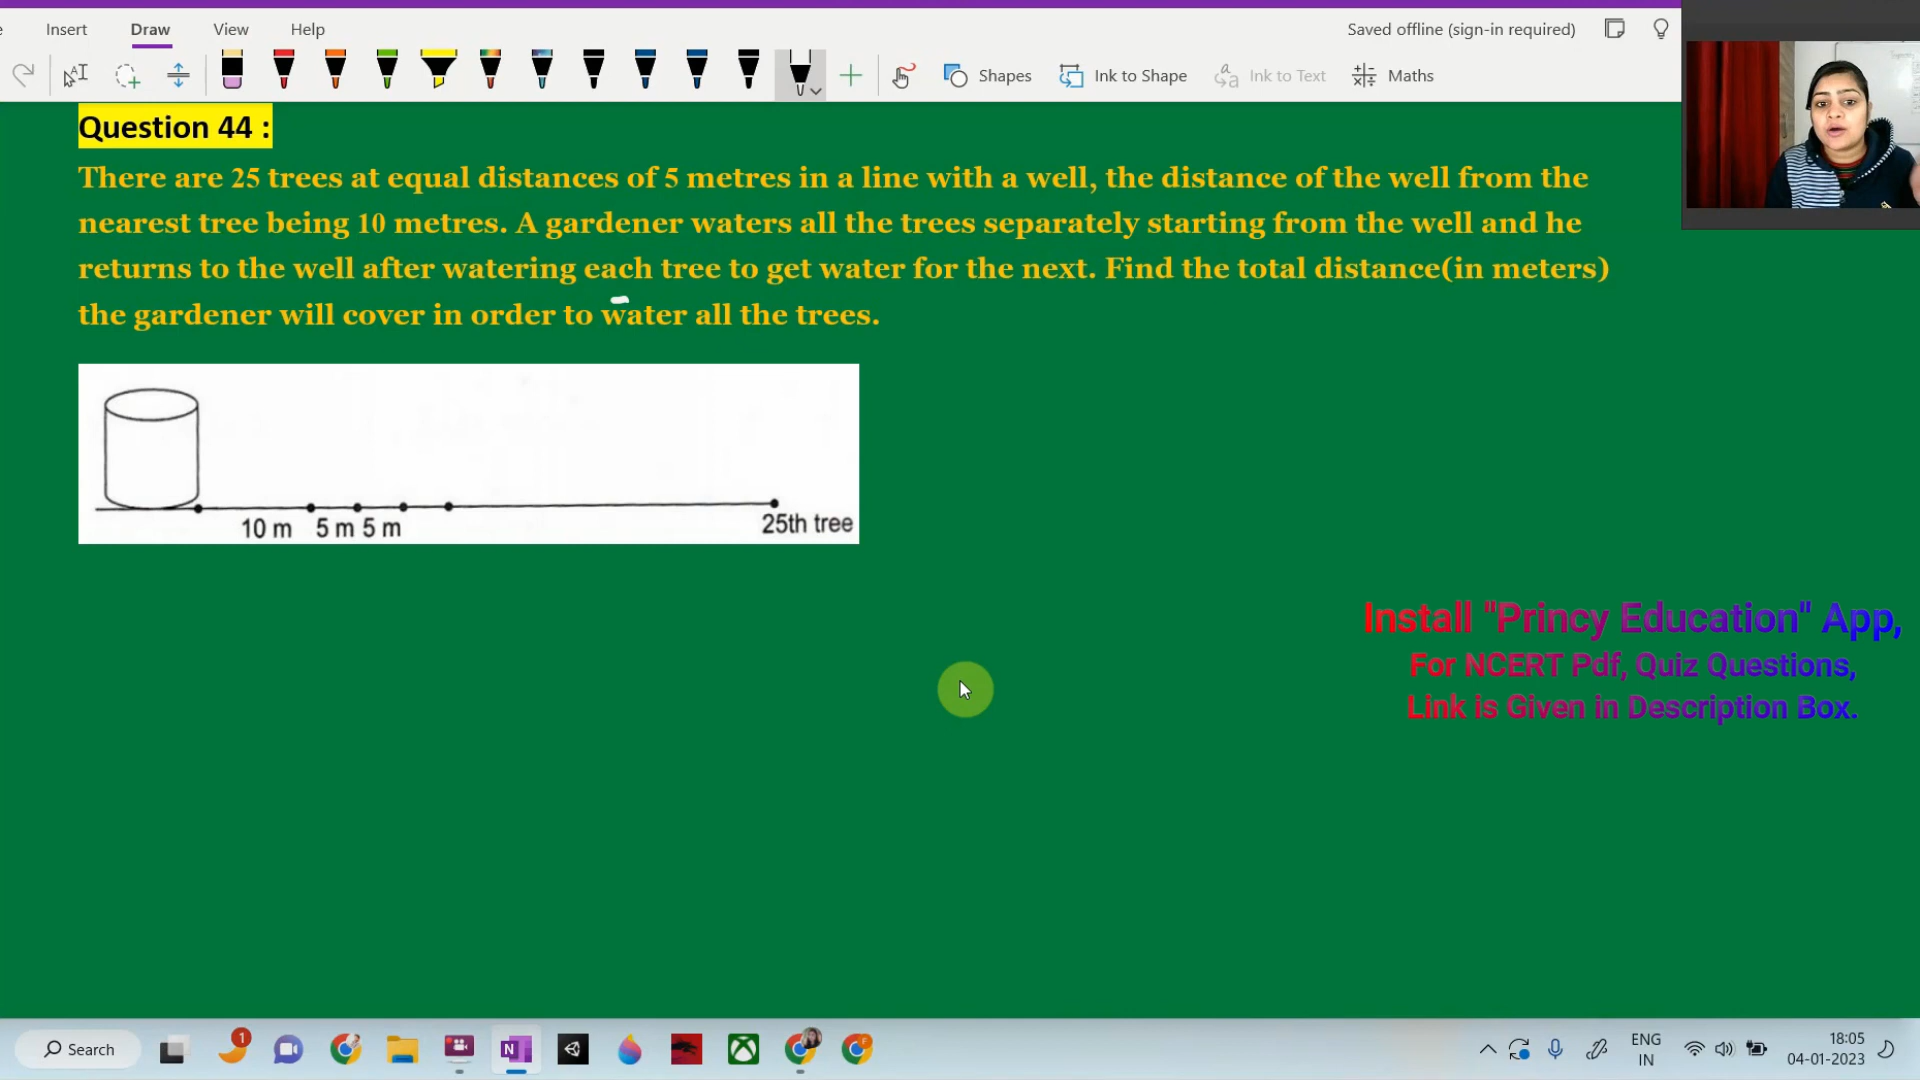 Insert Draw View Help Saved offline (sign-in required)
Shapes Ink to Shape Ink to Text Maths
Question 44 :
There are 25 trees at equal distances of 5 metres in a line with a well, the distance of the well from the
nearest tree being 10 metres. A gardener waters all the trees separately starting from the well and he
returns to the well after watering each tree to get water for the next. Find the total distance(in meters)
the gardener will cover in order to water all the trees.
10 m 5 m 5 m 25th tree
Install "Princy Education" App,
For NCERT Pdf, Quiz Questions,
Link is Given in Description Box.
Search 1 ENG 18:05
IN 04-01-2023